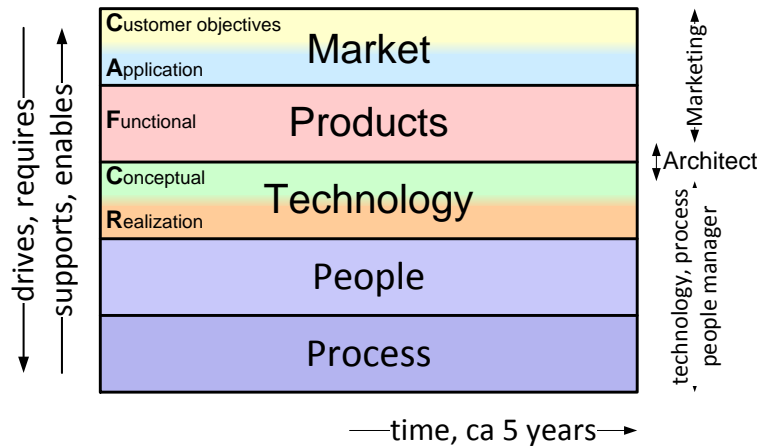 Customer objectives
Market
Application
Functional
Products
Conceptual
Technology
Realization
People
Process
drives, requires
supports, enables
Marketing
Architect
technology, process
people manager
time, ca 5 years